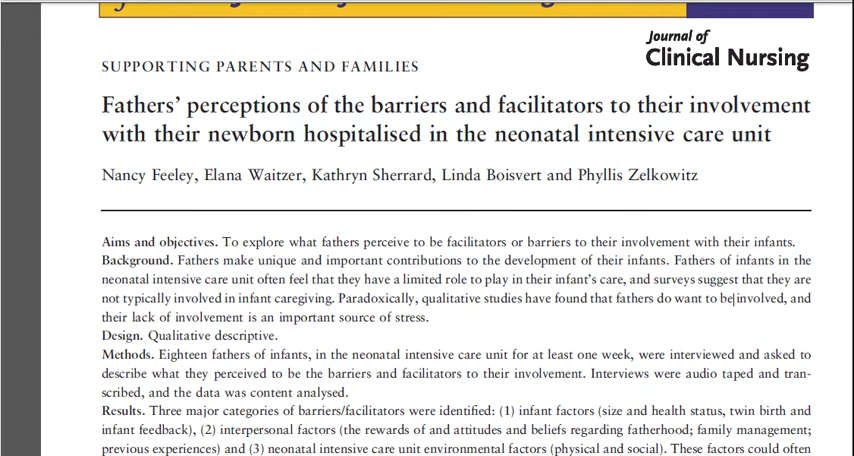 Journal of
Clinical Nursing
SUPPORTING PARENTS AND FAMILIES
Fathers' perceptions of the barriers and facilitators to their involvement
with their newborn hospitalised in the neonatal intensive care unit
Nancy Feeley, Elana Waitzer, Kathryn Sherrard, Linda Boisvert and Phyllis Zelkowitz
Aims and objectives. To explore what fathers perceive to be facilitators or barriers to their involvement with their infants.
Background. Fathers make unique and important contributions to the development of their infants. Fathers of infants in the
neonatal intensive care unit often feel that they have a limited role to play in their infant's care, and surveys suggest that they are
not typically involved in infant caregiving. Paradoxically, qualitative studies have found that fathers do want to be involved, and
their lack of involvement is an important source of stress.
Design. Qualitative descriptive.
Methods. Eighteen fathers of infants, in the neonatal intensive care unit for at least one week, were interviewed and asked to
describe what they perceived to be the barriers and facilitators to their involvement. Interviews were audio taped and tran-
scribed, and the data was content analysed.
Results. Three major categories of barriers/facilitators were identified: (1) infant factors (size and health status, twin birth and
infant feedback), (2) interpersonal factors (the rewards of and attitudes and beliefs regarding fatherhood; family management;
previous experiences) and (3) neonatal intensive care unit environmental factors (physical and social). These factors could often